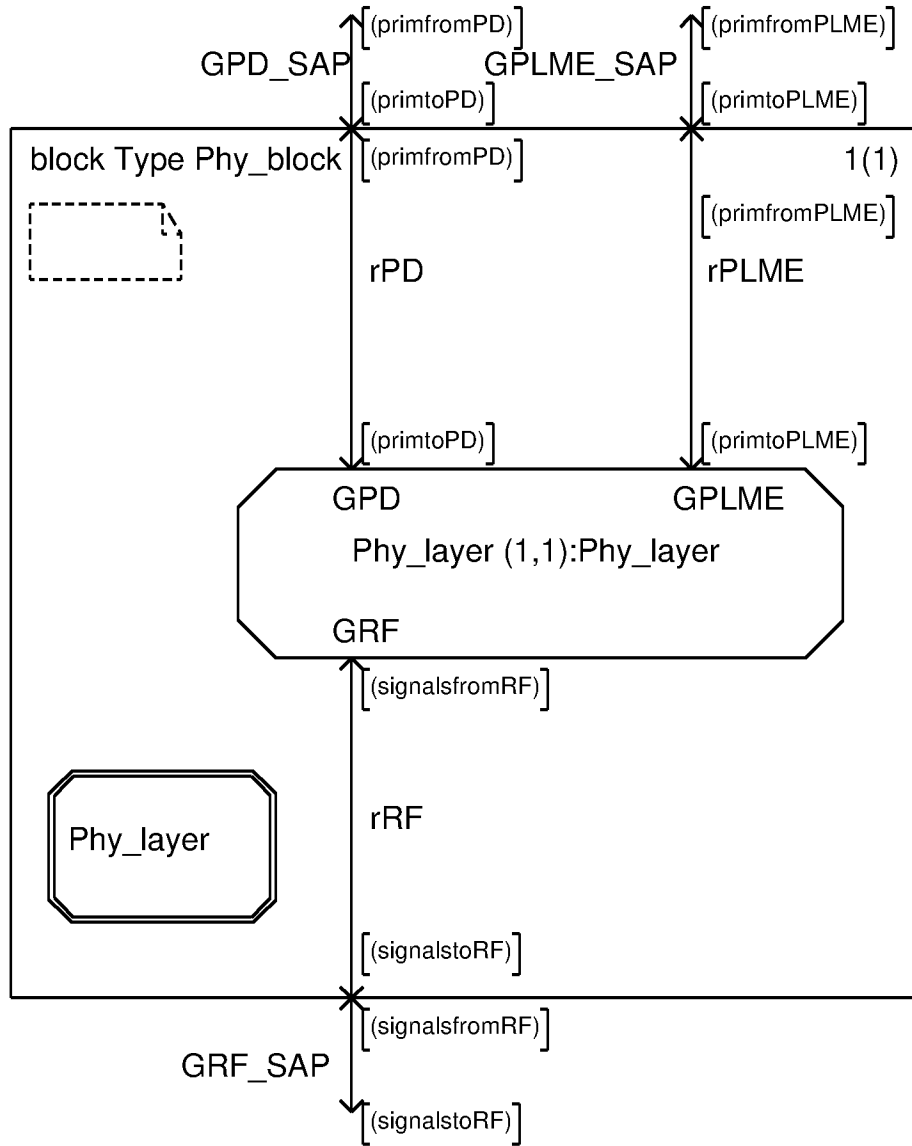 [(primfromPD)]
[(primfromPLME)]
GPD_SAP
GPLME_SAP
[(primtoPD)]
[(primtoPLME)]
block Type Phy_block
[(primfromPD)]
1(1)
[(primfromPLME)]
rPD
rPLME
[(primtoPD)]
[(primtoPLME)]
GPD
GPLME
Phy_layer (1,1):Phy_layer
GRF
[(signalsfromRF)]
rRF
Phy_layer
[(signalstoRF)]
[(signalsfromRF)]
GRF_SAP
[(signalstoRF)]